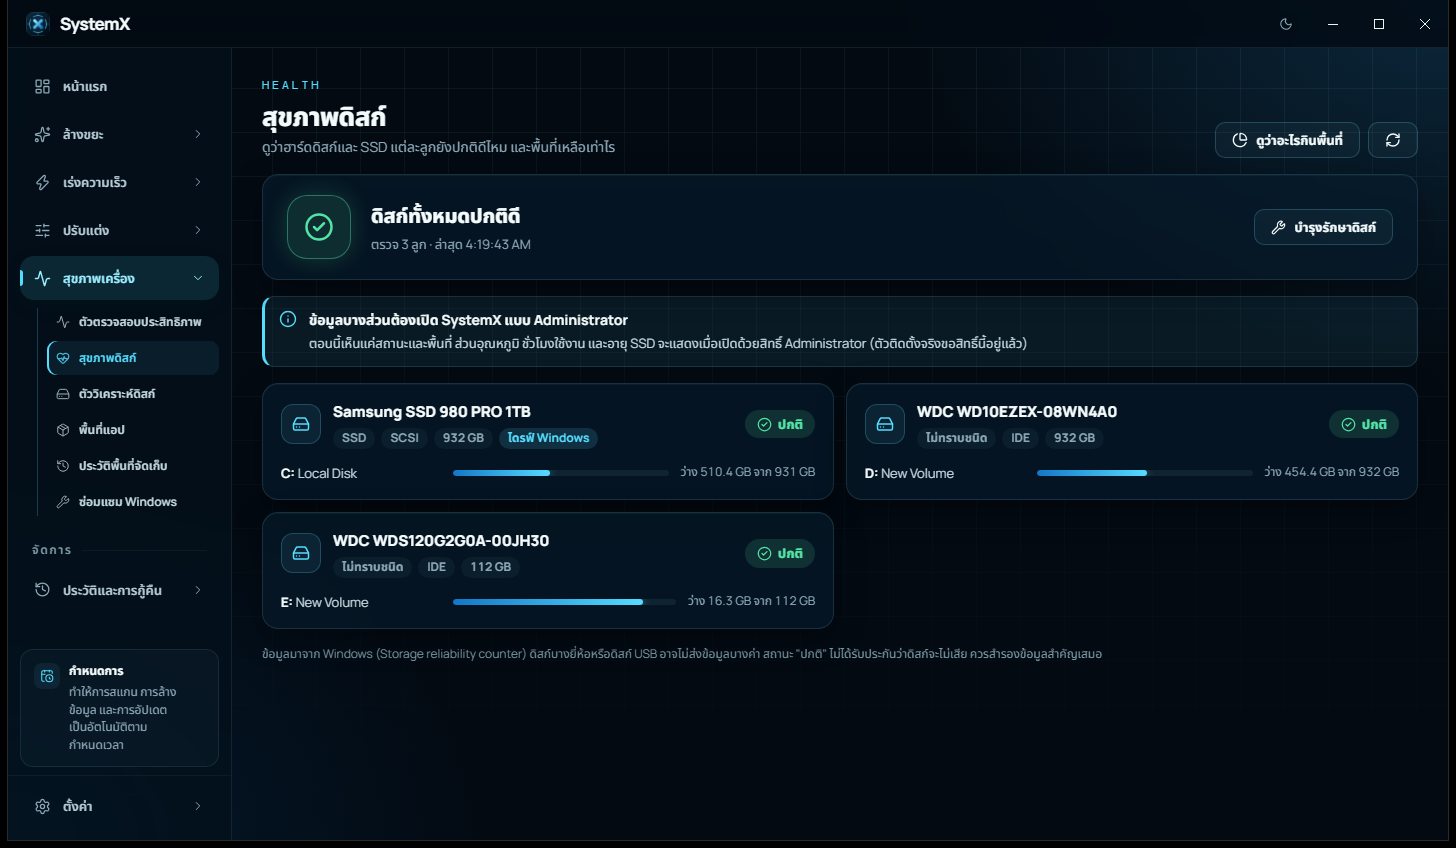 SystemX
หน้าแรก
ล้างขยะ
เร่งความเร็ว
ปรับแต่ง
สุขภาพเครื่อง
ตัวตรวจสอบประสิทธิภาพ
สุขภาพดิสก์
ตัววิเคราะห์ดิสก์
พื้นที่แอป
ประวัติพื้นที่จัดเก็บ
ซ่อมแซม Windows
จัดการ
ประวัติและการกู้คืน
กำหนดการ
ทำให้การสแกน การล้าง
ข้อมูล และการอัปเดต
เป็นอัตโนมัติตาม
กำหนดเวลา
ตั้งค่า
HEALTH
สุขภาพดิสก์
ดูว่าฮาร์ดดิสก์และ SSD แต่ละลูกยังปกติดีไหม และพื้นที่เหลือเท่าไร
ดูว่าอะไรกินพื้นที่
ดิสก์ทั้งหมดปกติดี
ตรวจ 3 ลูก · ล่าสุด 4:19:43 AM
บำรุงรักษาดิสก์
ข้อมูลบางส่วนต้องเปิด SystemX แบบ Administrator
ตอนนี้เห็นแค่สถานะและพื้นที่ ส่วนอุณหภูมิ ชั่วโมงใช้งาน และอายุ SSD จะแสดงเมื่อเปิดด้วยสิทธิ์ Administrator (ตัวติดตั้งจริงขอสิทธิ์นี้อยู่แล้ว)
Samsung SSD 980 PRO 1TB
SSD SCSI 932 GB ไดรฟ์ Windows
ปกติ
C: Local Disk ว่าง 510.4 GB จาก 931 GB
WDC WD10EZEX-08WN4A0
ไม่ทราบชนิด IDE 932 GB
ปกติ
D: New Volume ว่าง 454.4 GB จาก 932 GB
WDC WDS120G2G0A-00JH30
ไม่ทราบชนิด IDE 112 GB
ปกติ
E: New Volume ว่าง 16.3 GB จาก 112 GB
ข้อมูลมาจาก Windows (Storage reliability counter) ดิสก์บางยี่ห้อหรือดิสก์ USB อาจไม่ส่งข้อมูลบางค่า สถานะ "ปกติ" ไม่ได้รับประกันว่าดิสก์จะไม่เสีย ควรสำรองข้อมูลสำคัญเสมอ